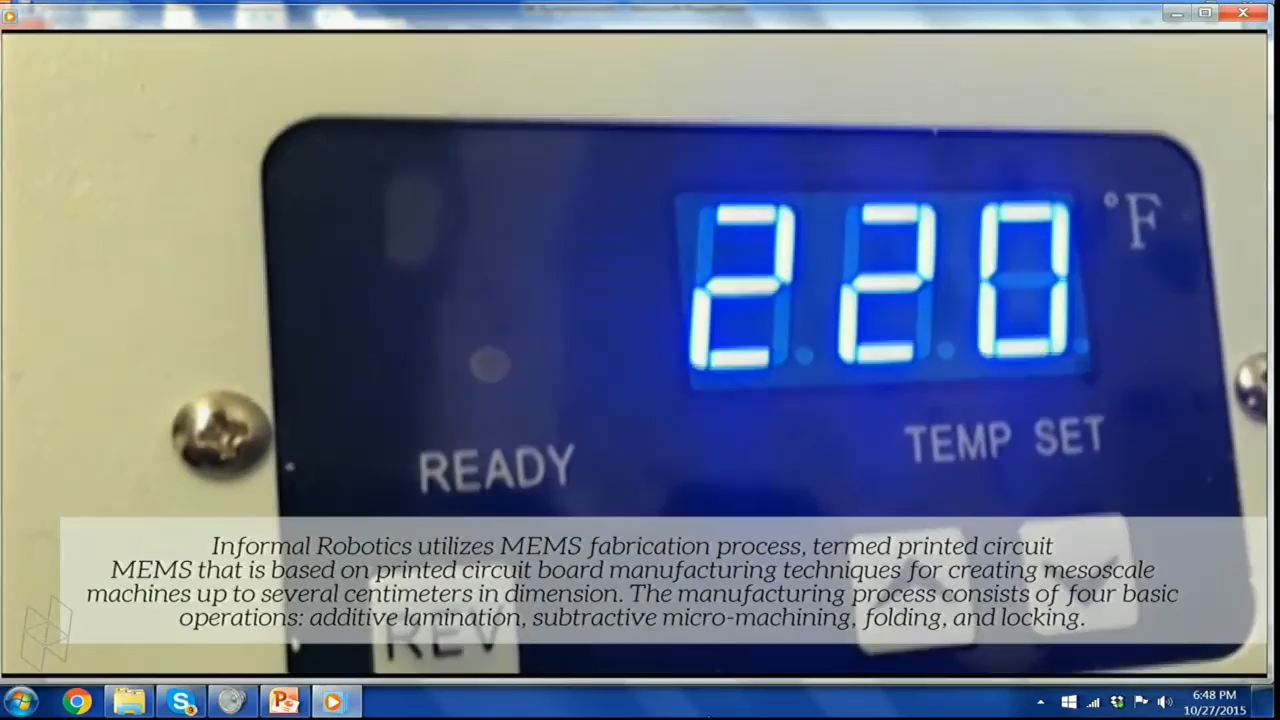 220 °F
READY
TEMP SET
Informal Robotics utilizes MEMS fabrication process, termed printed circuit
MEMS that is based on printed circuit board manufacturing techniques for creating mesoscale
machines up to several centimeters in dimension. The manufacturing process consists of four basic
operations: additive lamination, subtractive micro-machining, folding, and locking.
REV
6:48 PM
10/27/2015